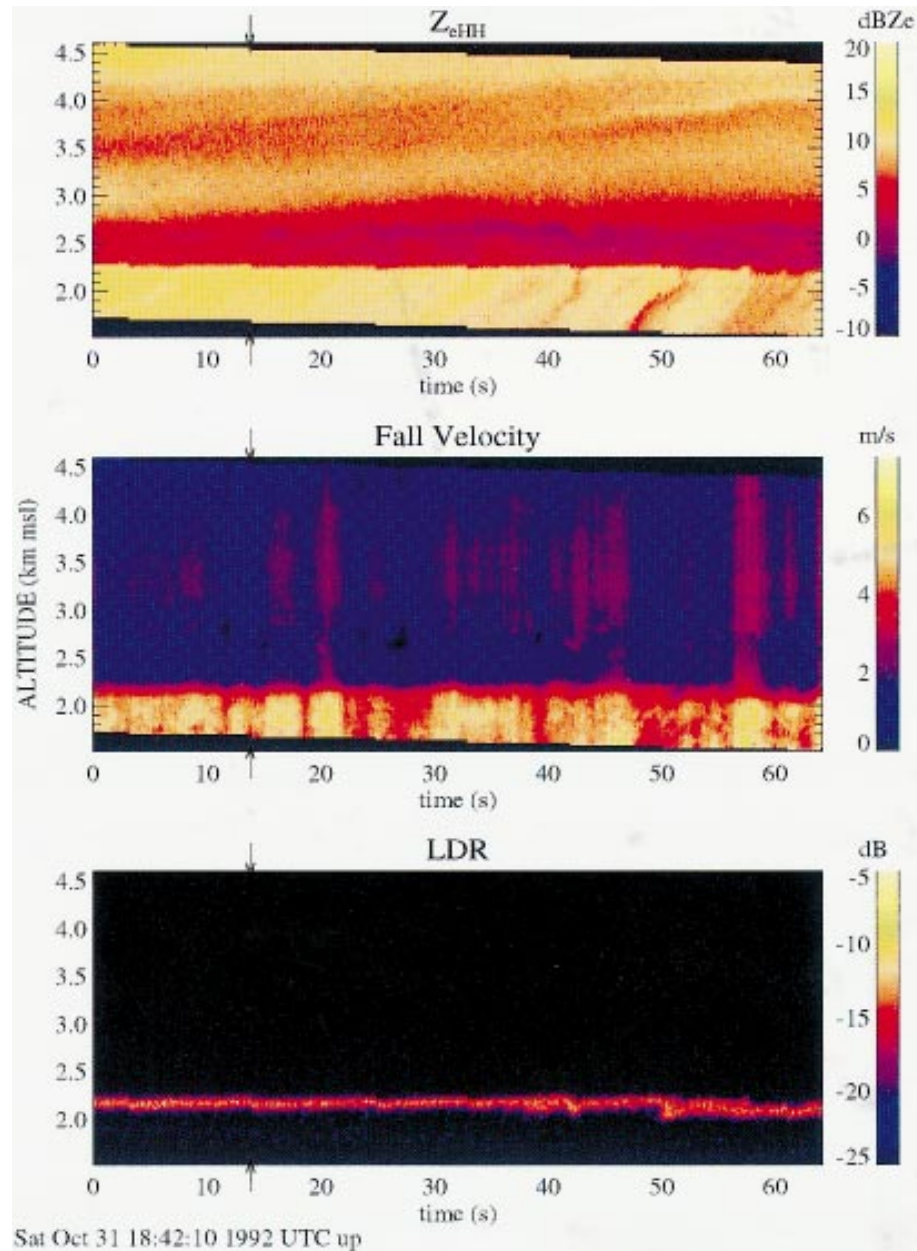 Z_eHH
dBZe
4.5
4.0
3.5
3.0
2.5
2.0
20
15
10
5
0
-5
-10
0 10 20 30 40 50 60
time (s)
Fall Velocity
m/s
ALTITUDE (km msl)
4.5
4.0
3.5
3.0
2.5
2.0
6
4
2
0
0 10 20 30 40 50 60
time (s)
LDR
dB
4.5
4.0
3.5
3.0
2.5
2.0
-5
-10
-15
-20
-25
0 10 20 30 40 50 60
time (s)
Sat Oct 31 18:42:10 1992 UTC up